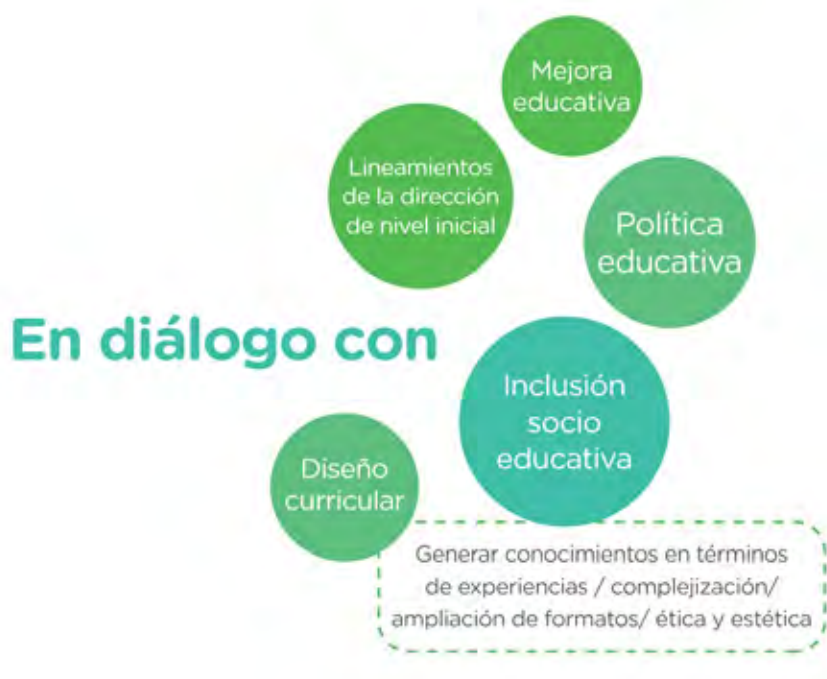 Mejora
educativa
Lineamientos
de la dirección
de nivel inicial
Política
educativa
En diálogo con
Inclusión
socio
educativa
Diseño
curricular
Generar conocimientos en términos
de experiencias / complejización/
ampliación de formatos/ ética y estética